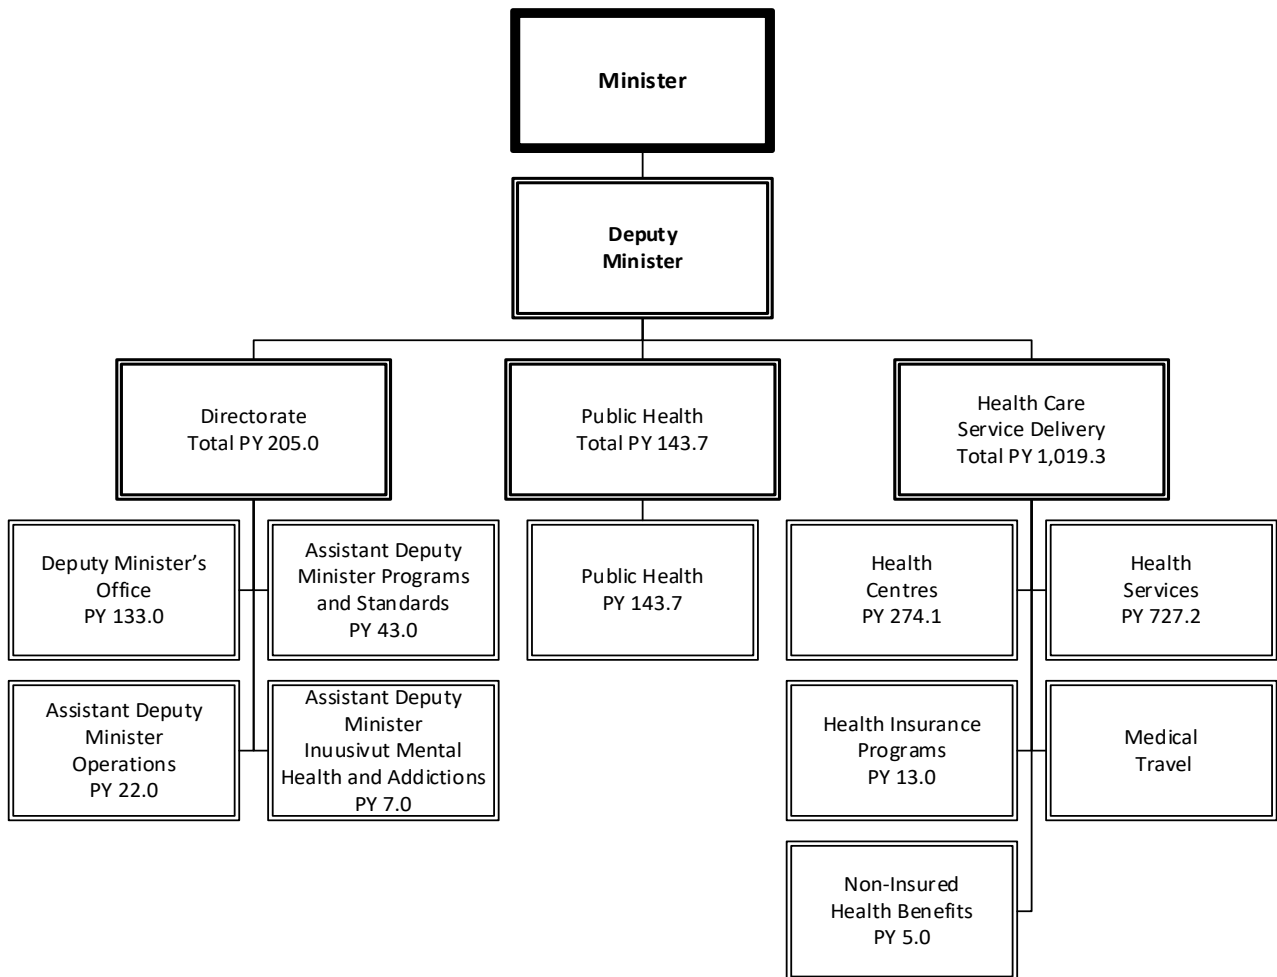 Minister
Deputy
Minister
Directorate
Total PY 205.0
Public Health
Total PY 143.7
Health Care
Service Delivery
Total PY 1,019.3
Deputy Minister’s
Office
PY 133.0
Assistant Deputy
Minister Programs
and Standards
PY 43.0
Public Health
PY 143.7
Health
Centres
PY 274.1
Health
Services
PY 727.2
Assistant Deputy
Minister
Operations
PY 22.0
Assistant Deputy
Minister
Inuusivut Mental
Health and Addictions
PY 7.0
Health Insurance
Programs
PY 13.0
Medical
Travel
Non-Insured
Health Benefits
PY 5.0